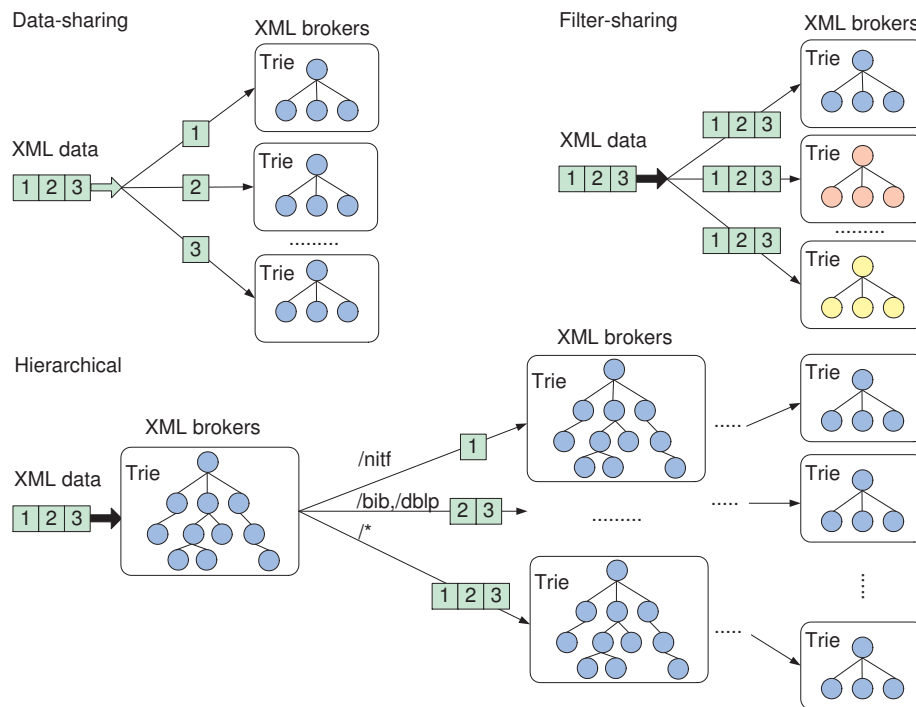 Data-sharing
XML brokers
Trie
1
XML data
1 2 3
2
Trie
.........
3
Trie
Filter-sharing
XML brokers
Trie
1 2 3
XML data
1 2 3
1 2 3
Trie
.........
1 2 3
Trie
Hierarchical
XML brokers
XML data
1 2 3
Trie
/nitf
1
/bib,/dblp
2 3
/*
1 2 3
XML brokers
Trie
.........
Trie
.....
Trie
.....
Trie
.....
.....
Trie